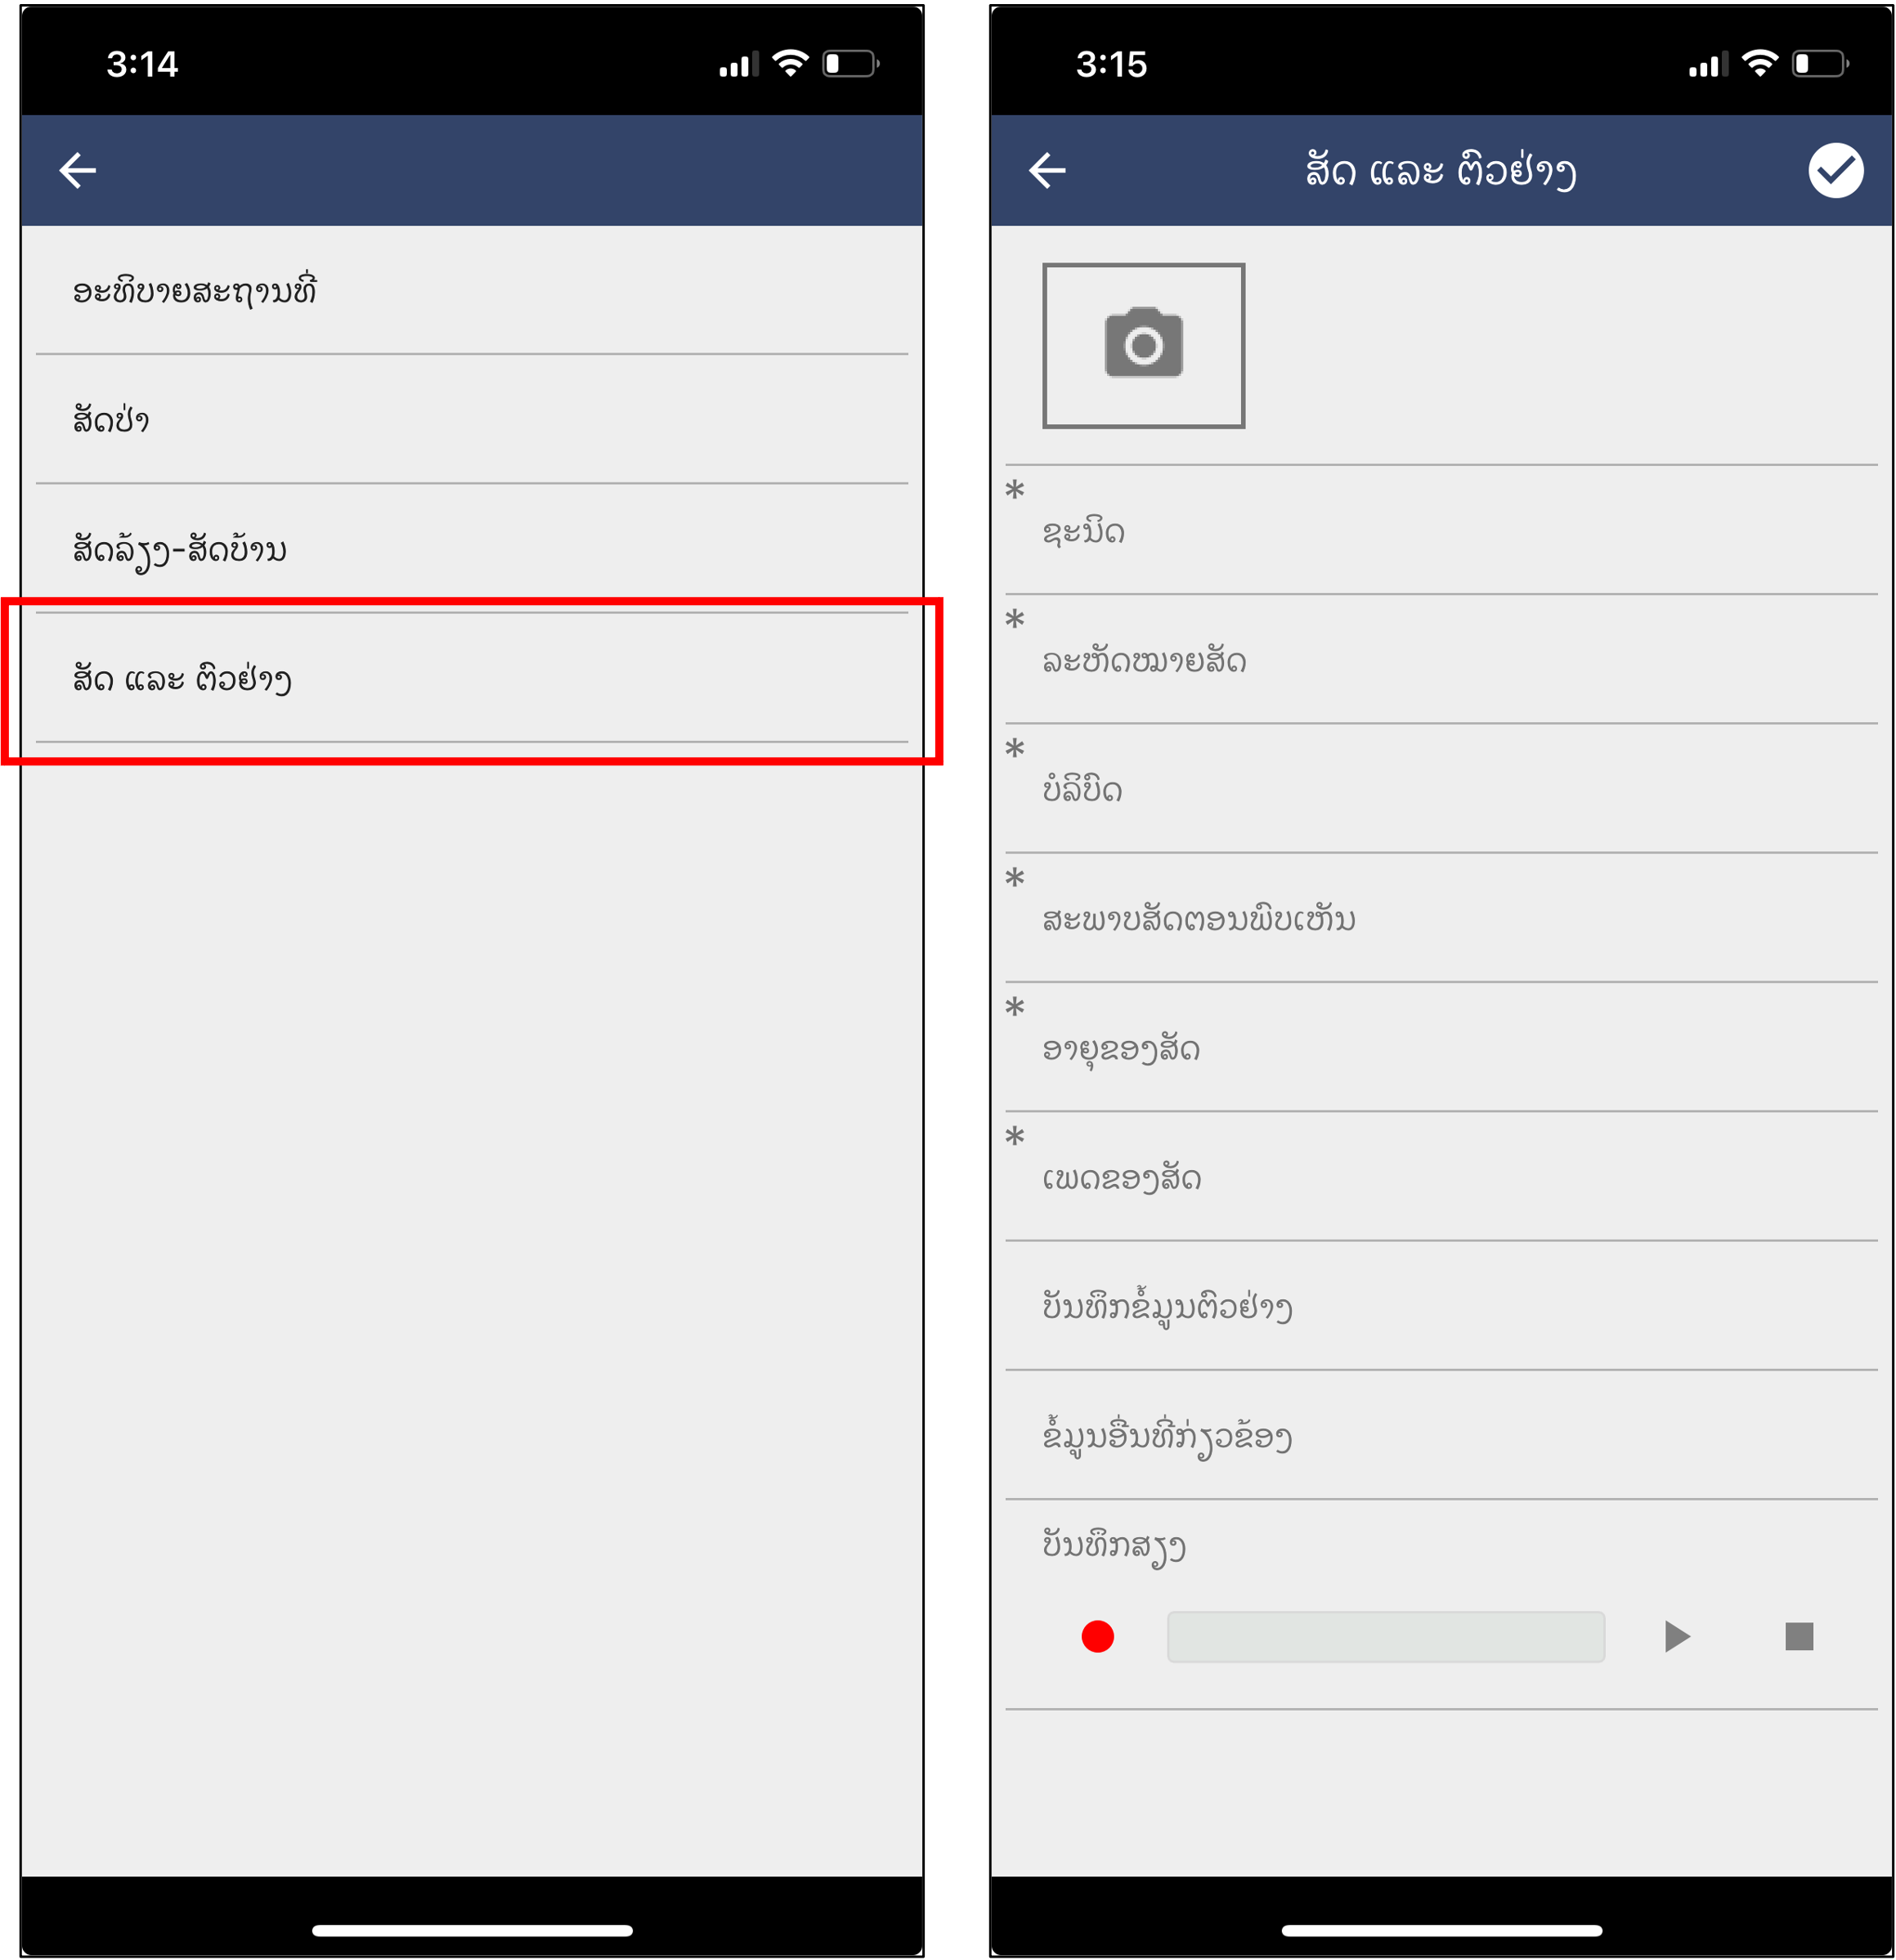 3:14
ອະທິບາຍສະຖານທີ່
ສັດປ່າ
ສັດລ້ຽງ-ສັດບ້ານ
ສັດ ແລະ ຕົວຢ່າງ
3:15
ສັດ ແລະ ຕົວຢ່າງ
* ຊະນິດ
* ລະຫັດໝາຍສັດ
* ບໍລິບົດ
* ສະພາບສັດຕອນພົບເຫັນ
* ອາຍຸຂອງສັດ
* ເພດຂອງສັດ
ບັນທຶກຂໍ້ມູນຕົວຢ່າງ
ຂໍ້ມູນອື່ນທີ່ກ່ຽວຂ້ອງ
ບັນທຶກສຽງ